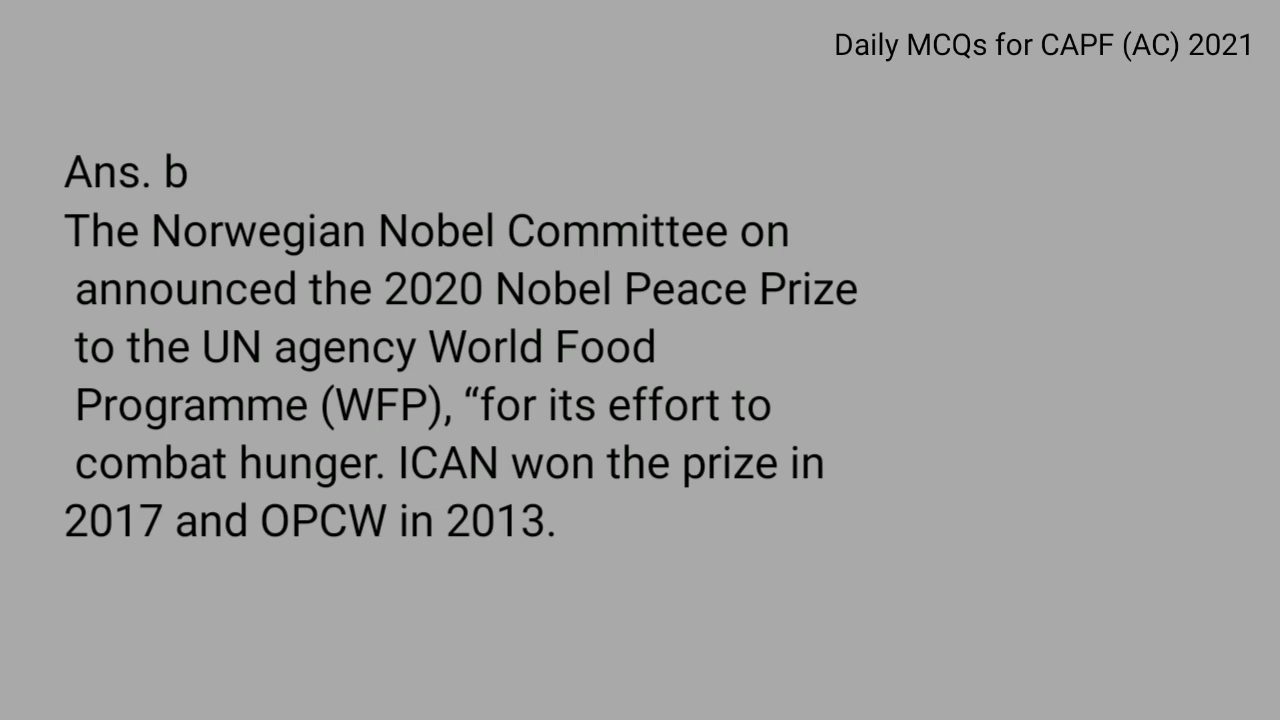 Daily MCQs for CAPF (AC) 2021
Ans. b
The Norwegian Nobel Committee on
announced the 2020 Nobel Peace Prize
to the UN agency World Food
Programme (WFP), “for its effort to
combat hunger. ICAN won the prize in
2017 and OPCW in 2013.